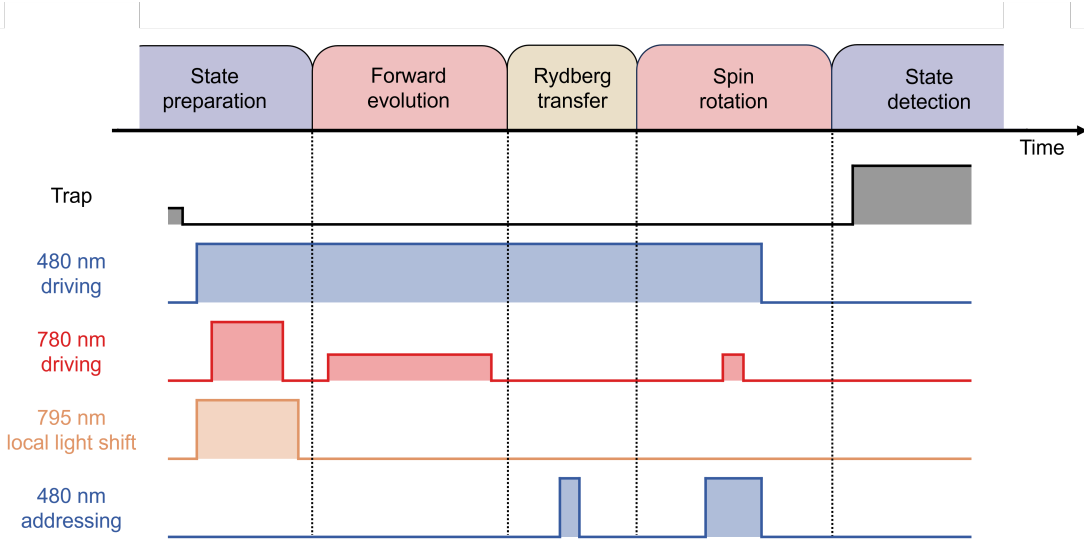 State
preparation
Forward
evolution
Rydberg
transfer
Spin
rotation
State
detection
Time
Trap
480 nm
driving
780 nm
driving
795 nm
local light shift
480 nm
addressing